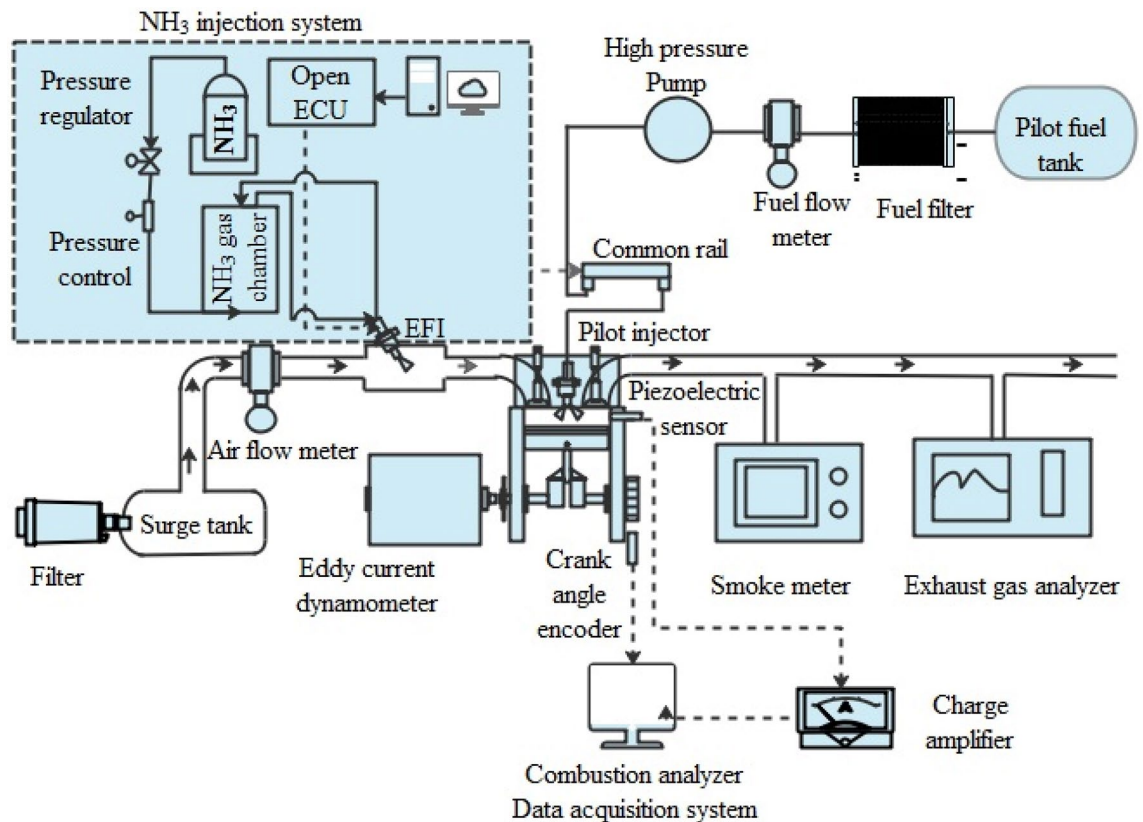 NH₃ injection system
High pressure
Pump
Pressure
regulator
NH₃
Open
ECU
Pilot fuel
tank
Fuel flow
meter
Fuel filter
Pressure
control
NH₃ gas
chamber
Common rail
EFI
Pilot injector
Air flow meter
Piezoelectric
sensor
Surge tank
Filter
Eddy current
dynamometer
Crank
angle
encoder
Smoke meter
Exhaust gas analyzer
A
Charge
amplifier
Combustion analyzer
Data acquisition system